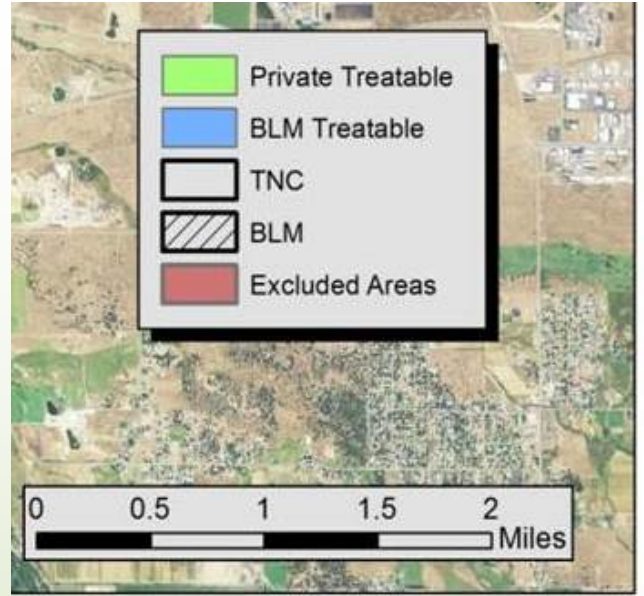 Private Treatable
BLM Treatable
TNC
BLM
Excluded Areas
0 0.5 1 1.5 2
Miles